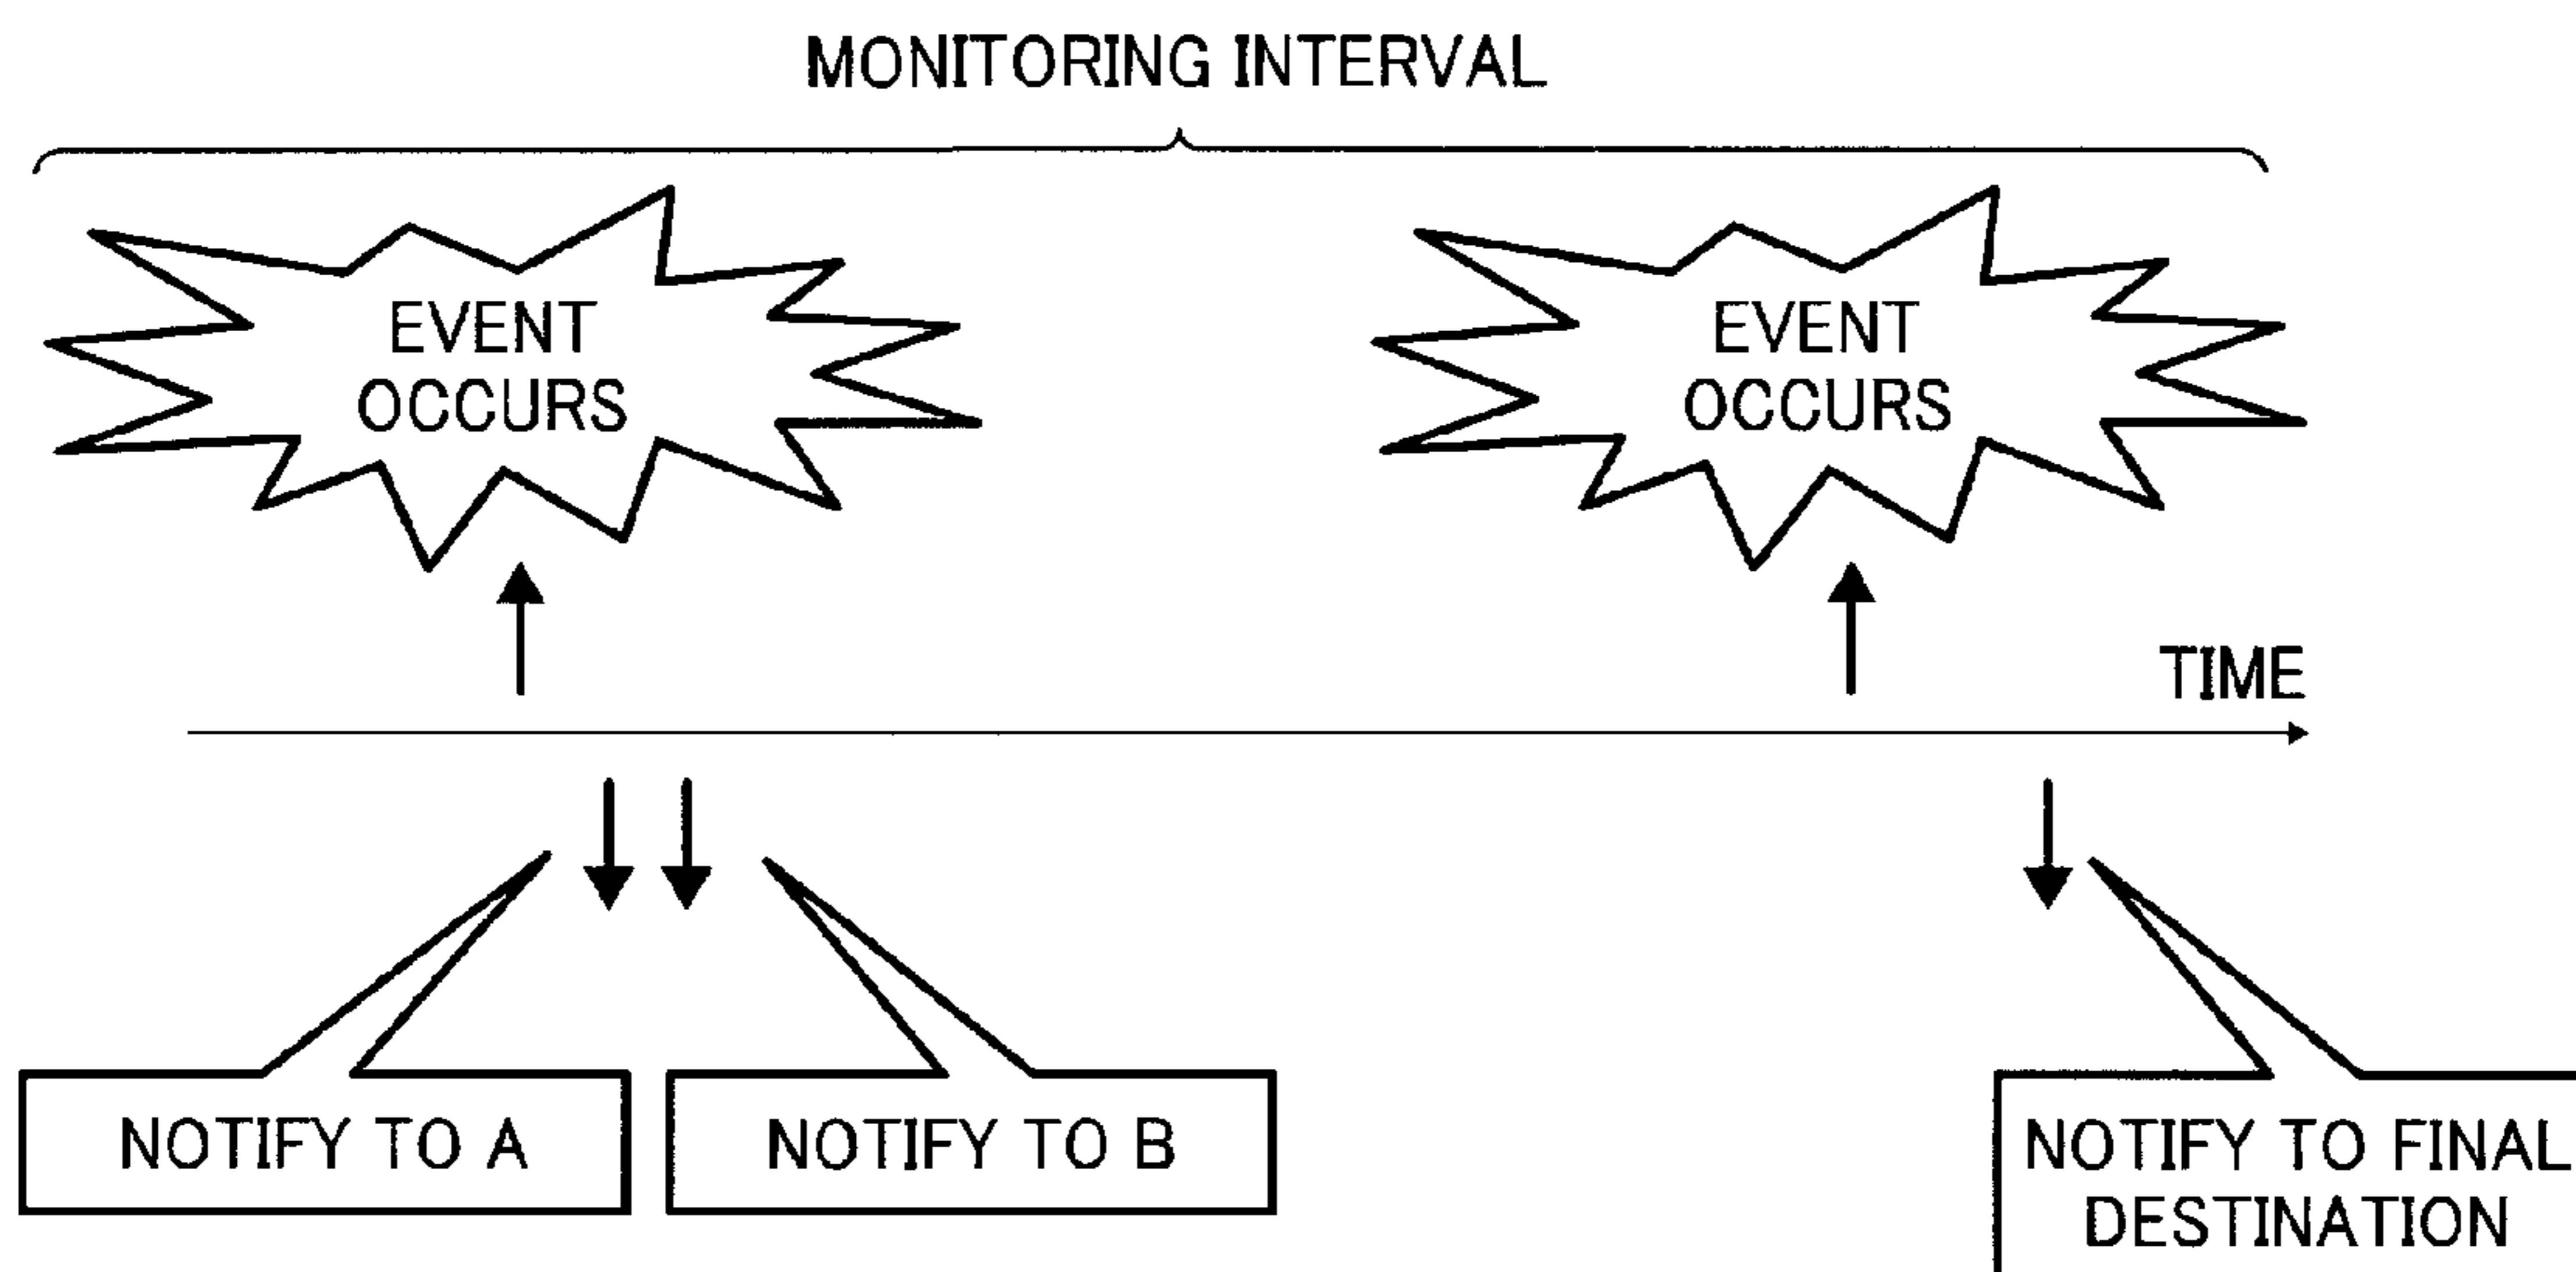 MONITORING INTERVAL
EVENT
OCCURS
EVENT
OCCURS
TIME
NOTIFY TO A
NOTIFY TO B
NOTIFY TO FINAL
DESTINATION